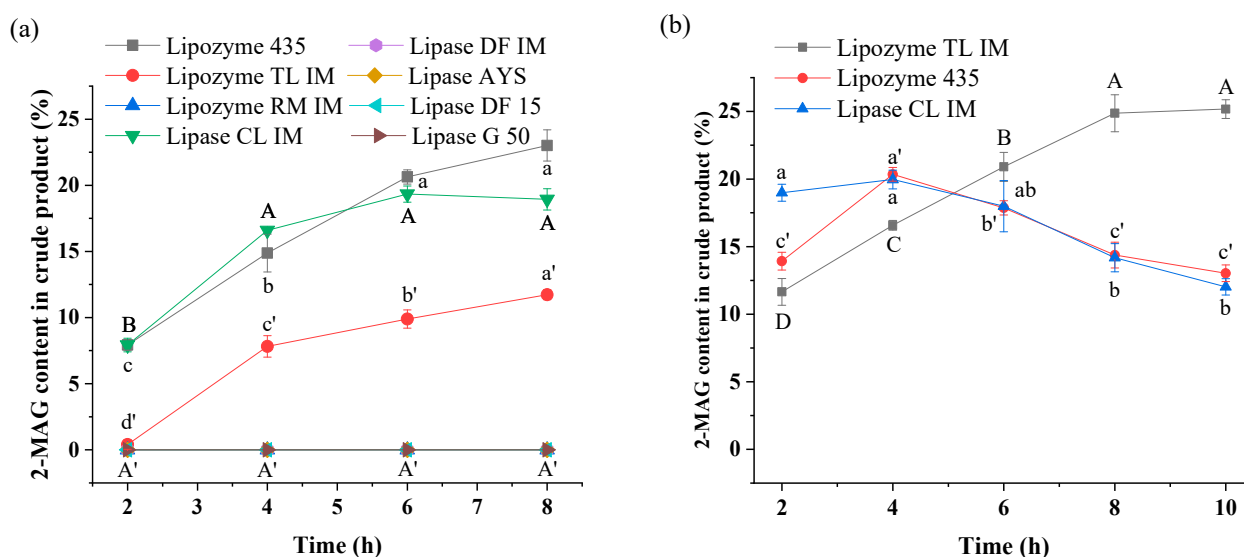 (a)
Lipozyme 435
Lipozyme TL IM
Lipozyme RM IM
Lipase CL IM
Lipase DF IM
Lipase AYS
Lipase DF 15
Lipase G 50
2-MAG content in crude product (%)
25
20
15
10
5
0
B
c
d'
A'
A
b
c'
A'
a
A
b'
A'
a
A
a'
A'
2
3
4
5
6
7
8
Time (h)
(b)
Lipozyme TL IM
Lipozyme 435
Lipase CL IM
2-MAG content in crude product (%)
25
20
15
10
5
0
a
c'
D
a'
a
C
B
ab
b'
A
c'
b
A
c'
b
2
4
6
8
10
Time (h)